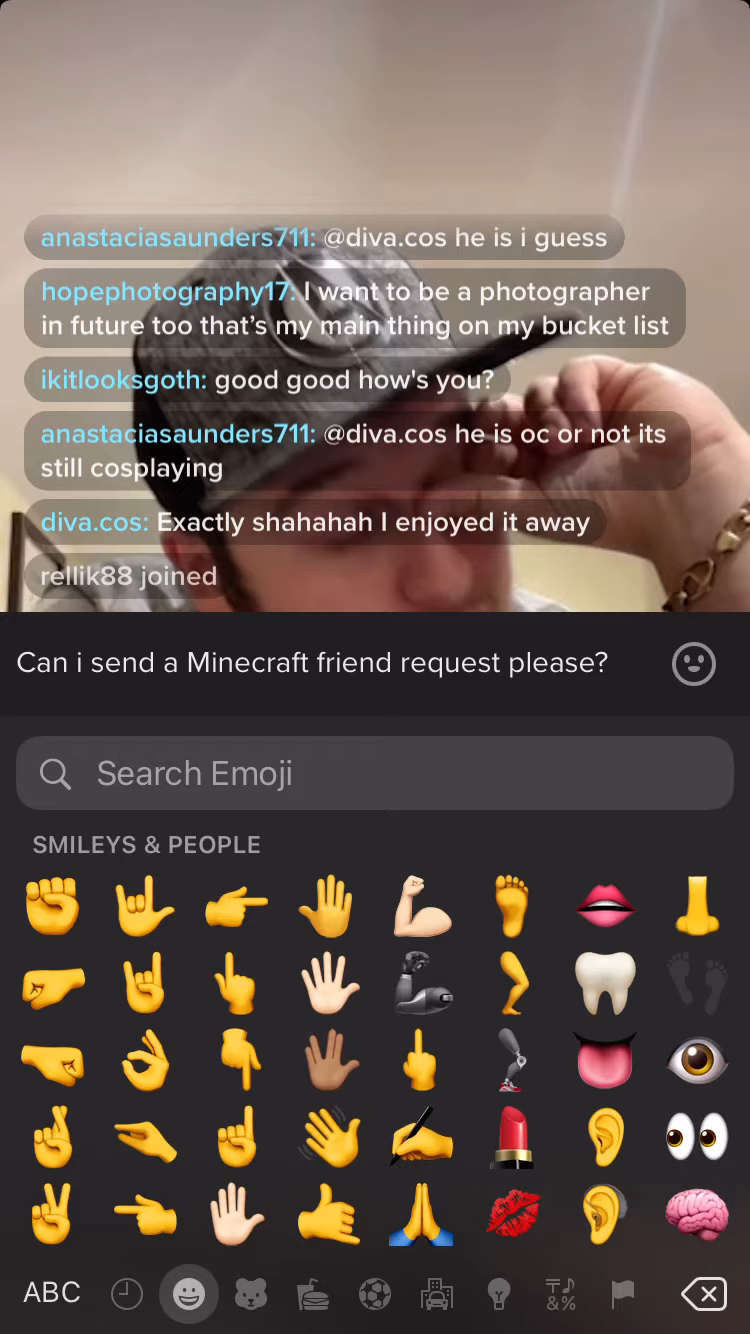 anastaciasaunders711: @diva.cos he is i guess
hopephotography17: I want to be a photographer
in future too that’s my main thing on my bucket list
ikitlooksgoth: good good how's you?
anastaciasaunders711: @diva.cos he is oc or not its
still cosplaying
diva.cos: Exactly shahahah I enjoyed it away
rellik88 joined
Can i send a Minecraft friend request please?
Search Emoji
SMILEYS & PEOPLE
ABC
&%